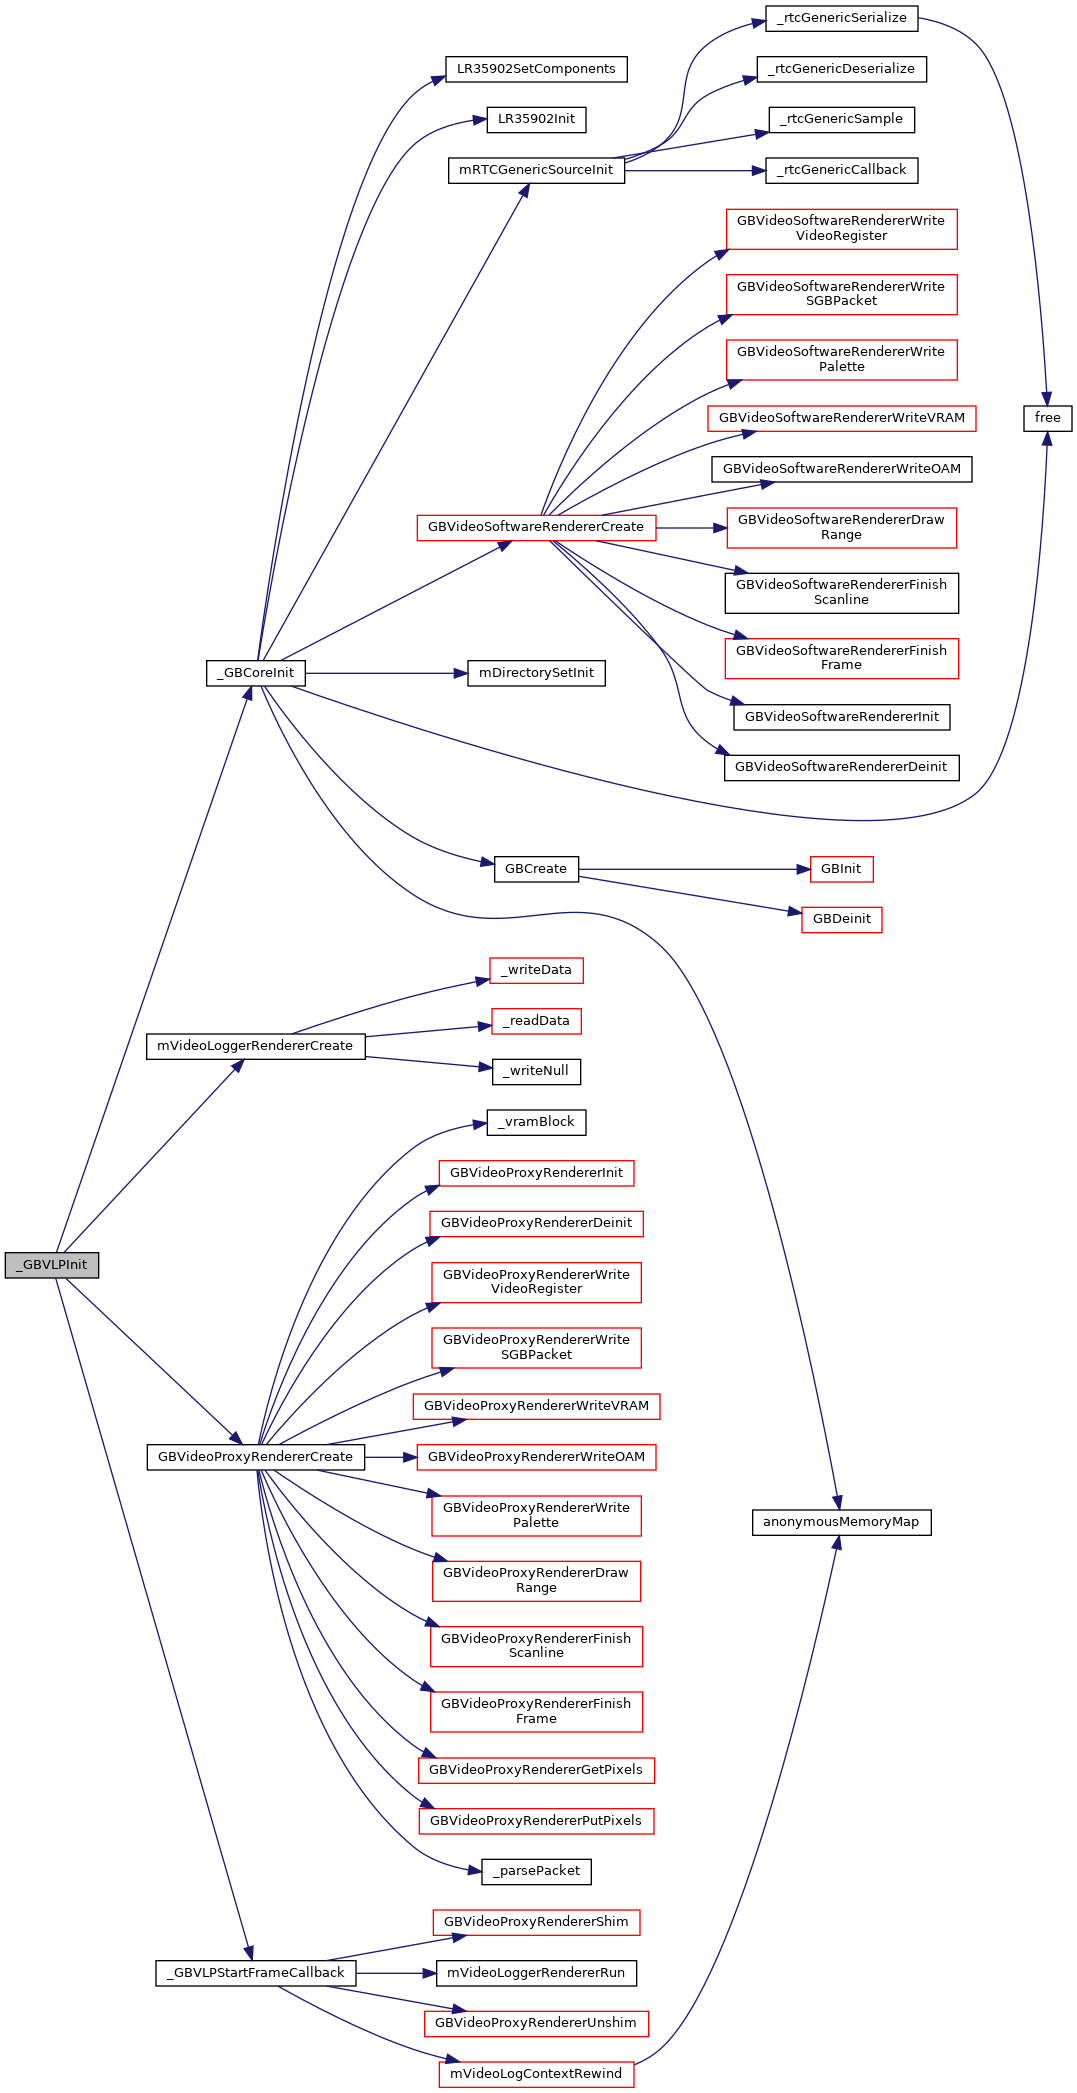 _rtcGenericSerialize
LR35902SetComponents
_rtcGenericDeserialize
LR35902Init
_rtcGenericSample
mRTCGenericSourceInit
_rtcGenericCallback
GBVideoSoftwareRendererWrite
VideoRegister
GBVideoSoftwareRendererWrite
SGBPacket
GBVideoSoftwareRendererWrite
Palette
GBVideoSoftwareRendererWriteVRAM
free
GBVideoSoftwareRendererWriteOAM
GBVideoSoftwareRendererCreate
GBVideoSoftwareRendererDraw
Range
GBVideoSoftwareRendererFinish
Scanline
GBVideoSoftwareRendererFinish
Frame
_GBCoreInit
mDirectorySetInit
GBVideoSoftwareRendererInit
GBVideoSoftwareRendererDeinit
GBCreate
GBInit
GBDeinit
_writeData
_readData
mVideoLoggerRendererCreate
_writeNull
_vramBlock
GBVideoProxyRendererInit
GBVideoProxyRendererDeinit
_GBVLPInit
GBVideoProxyRendererWrite
VideoRegister
GBVideoProxyRendererWrite
SGBPacket
GBVideoProxyRendererWriteVRAM
GBVideoProxyRendererCreate
GBVideoProxyRendererWriteOAM
GBVideoProxyRendererWrite
Palette
anonymousMemoryMap
GBVideoProxyRendererDraw
Range
GBVideoProxyRendererFinish
Scanline
GBVideoProxyRendererFinish
Frame
GBVideoProxyRendererGetPixels
GBVideoProxyRendererPutPixels
_parsePacket
GBVideoProxyRendererShim
_GBVLPStartFrameCallback
mVideoLoggerRendererRun
GBVideoProxyRendererUnshim
mVideoLogContextRewind